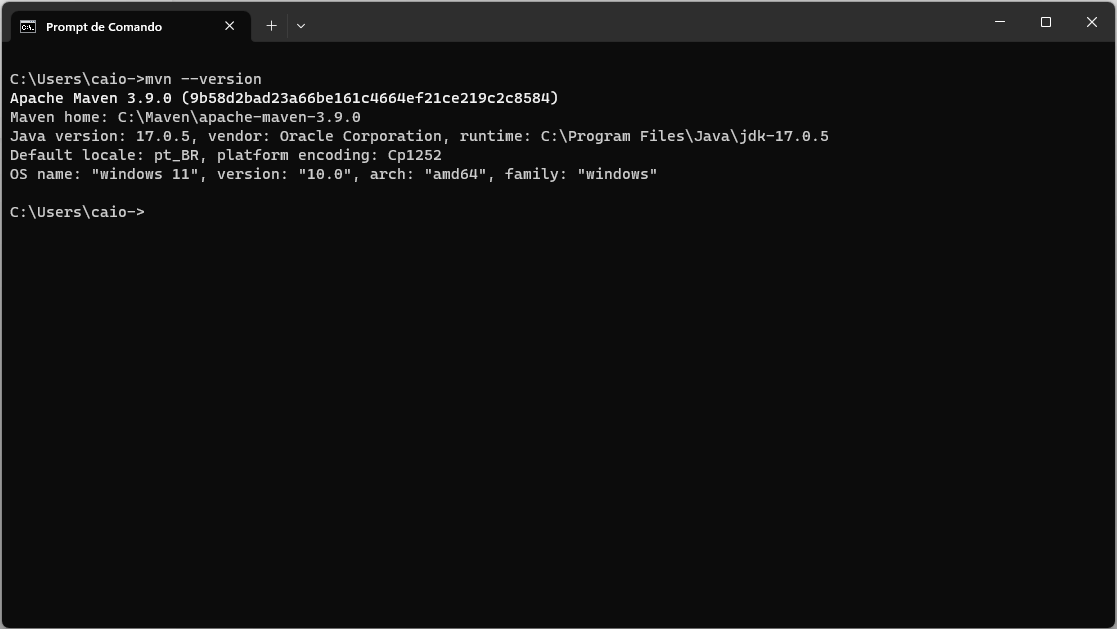 Prompt de Comando
C:\Users\caio->mvn --version
Apache Maven 3.9.0 (9b58d2bad23a66be161c4664ef21ce219c2c8584)
Maven home: C:\Maven\apache-maven-3.9.0
Java version: 17.0.5, vendor: Oracle Corporation, runtime: C:\Program Files\Java\jdk-17.0.5
Default locale: pt_BR, platform encoding: Cp1252
OS name: "windows 11", version: "10.0", arch: "amd64", family: "windows"
C:\Users\caio->